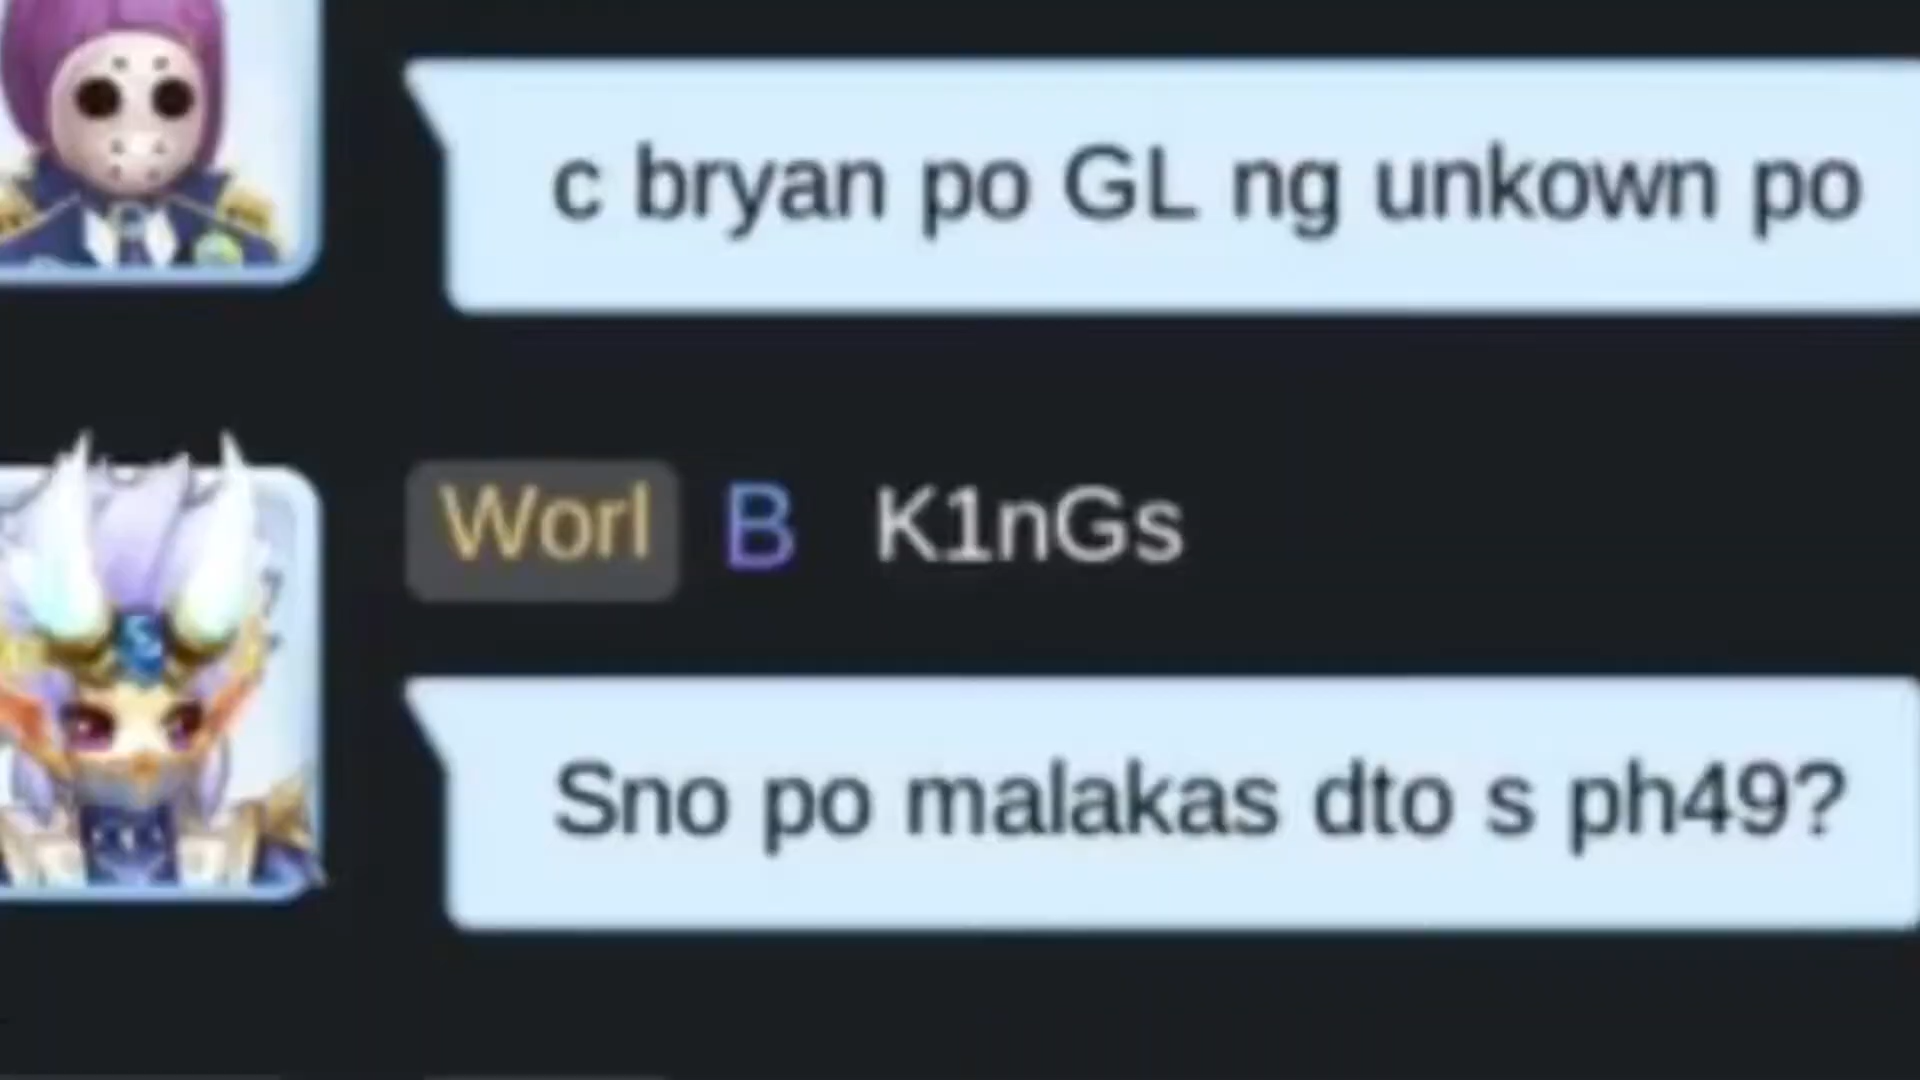 c bryan po GL ng unkown po
Worl B K1nGs
Sno po malakas dto s ph49?